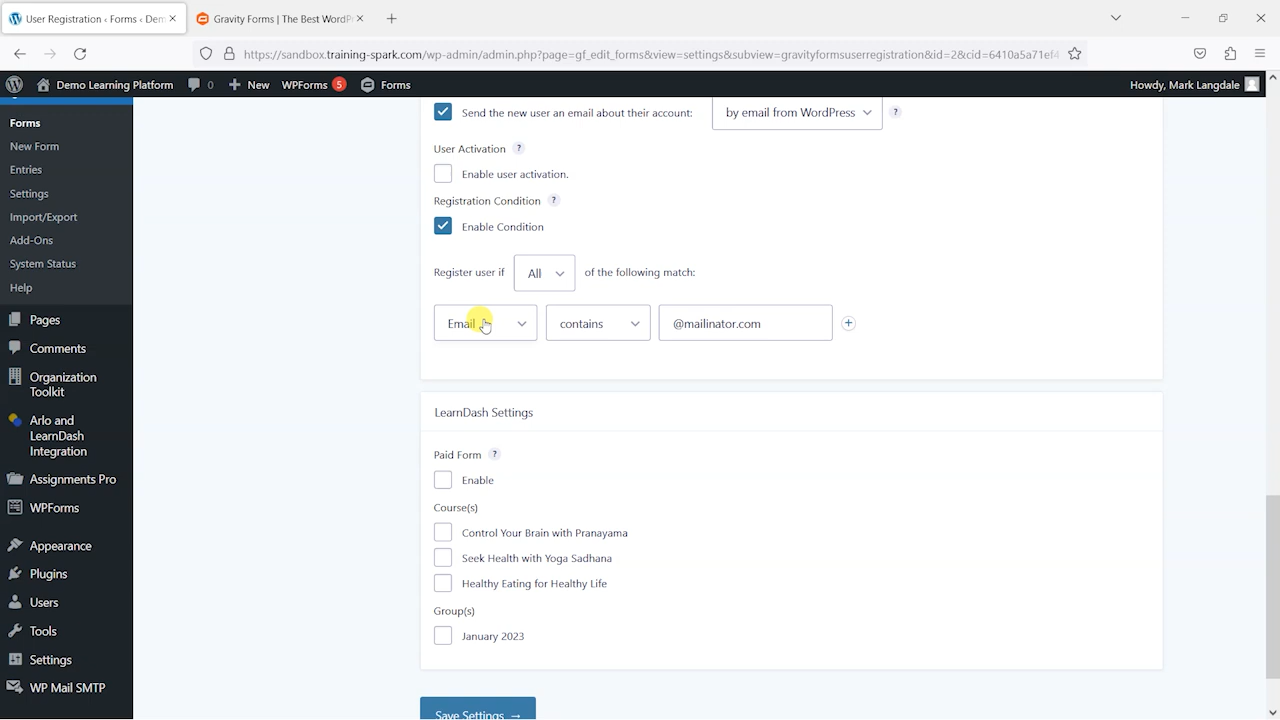 User Registration ‹ Forms ‹ Dem
Gravity Forms | The Best WordP
https://sandbox.training-spark.com/wp-admin/admin.php?page=gf_edit_forms&view=settings&subview=gravityformsuserregistration&id=2&cid=6410a5a71ef4
Demo Learning Platform
0
New
WPForms 5
Forms
Howdy, Mark Langdale
Forms
New Form
Entries
Settings
Import/Export
Add-Ons
System Status
Help
Pages
Comments
Organization
Toolkit
Arlo and
LearnDash
Integration
Assignments Pro
WPForms
Appearance
Plugins
Users
Tools
Settings
WP Mail SMTP
Send the new user an email about their account: by email from WordPress ?
User Activation ?
Enable user activation.
Registration Condition ?
Enable Condition
Register user if All of the following match:
Email contains @mailinator.com
LearnDash Settings
Paid Form ?
Enable
Course(s)
Control Your Brain with Pranayama
Seek Health with Yoga Sadhana
Healthy Eating for Healthy Life
Group(s)
January 2023
Save Settings →